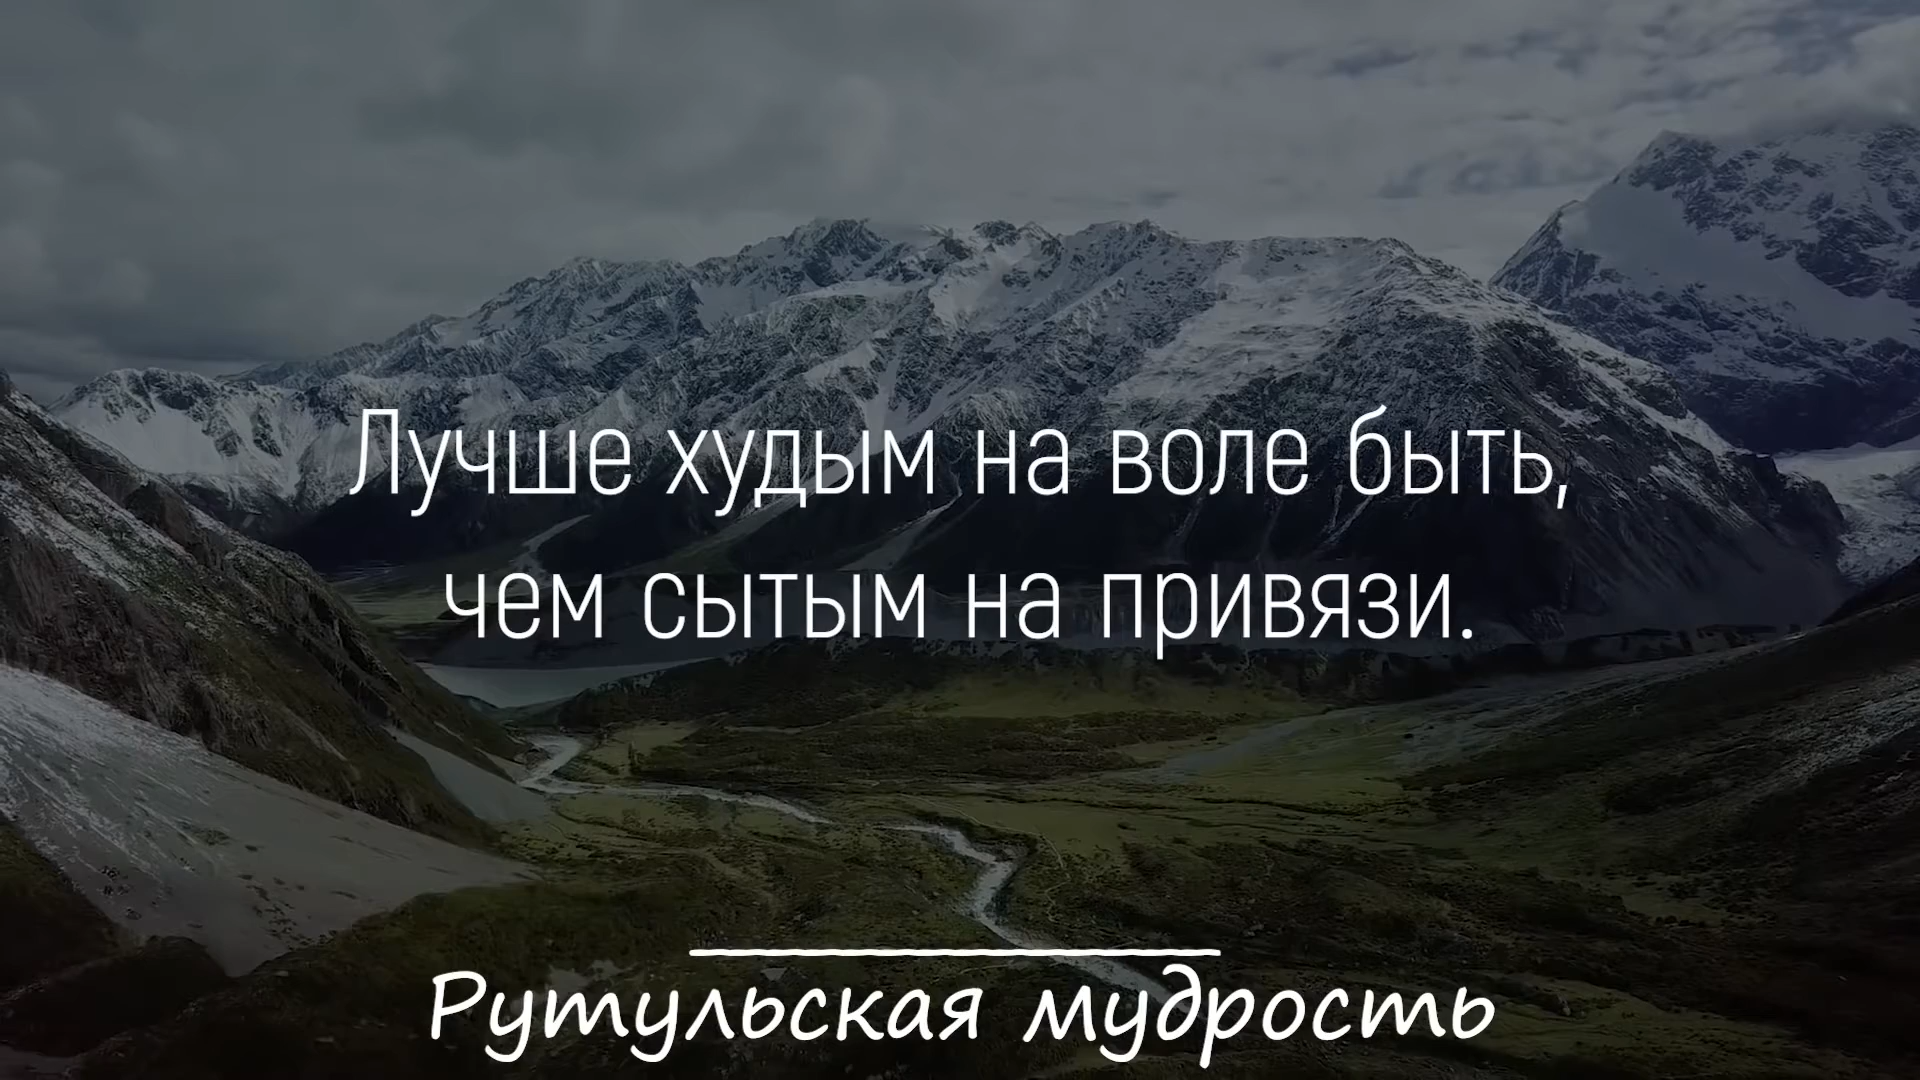 Лучше худым на воле быть,
чем сытым на привязи.
Рутульская мудрость